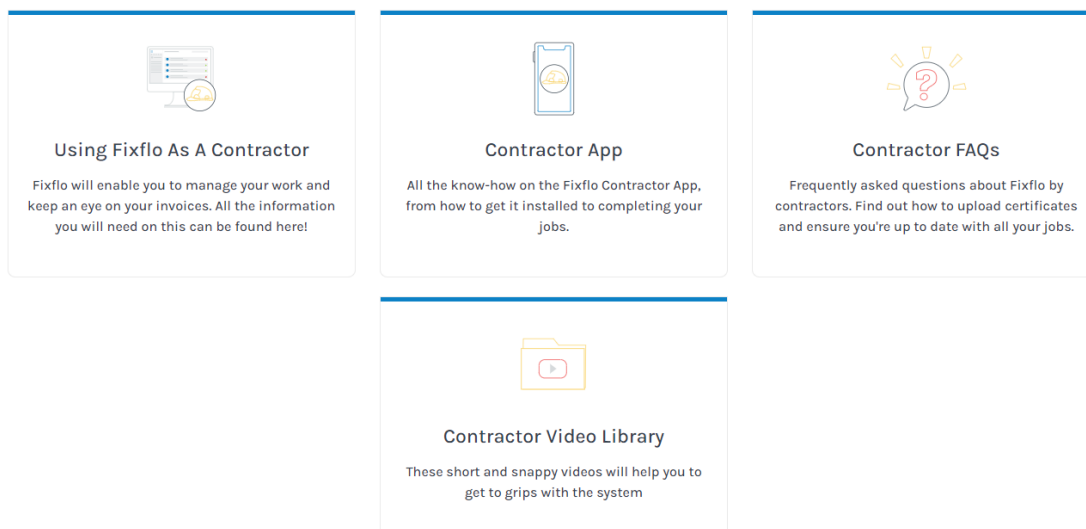 Using Fixflo As A Contractor
Fixflo will enable you to manage your work and
keep an eye on your invoices. All the information
you will need on this can be found here!
Contractor App
All the know-how on the Fixflo Contractor App,
from how to get it installed to completing your
jobs.
Contractor FAQs
Frequently asked questions about Fixflo by
contractors. Find out how to upload certificates
and ensure you're up to date with all your jobs.
Contractor Video Library
These short and snappy videos will help you to
get to grips with the system